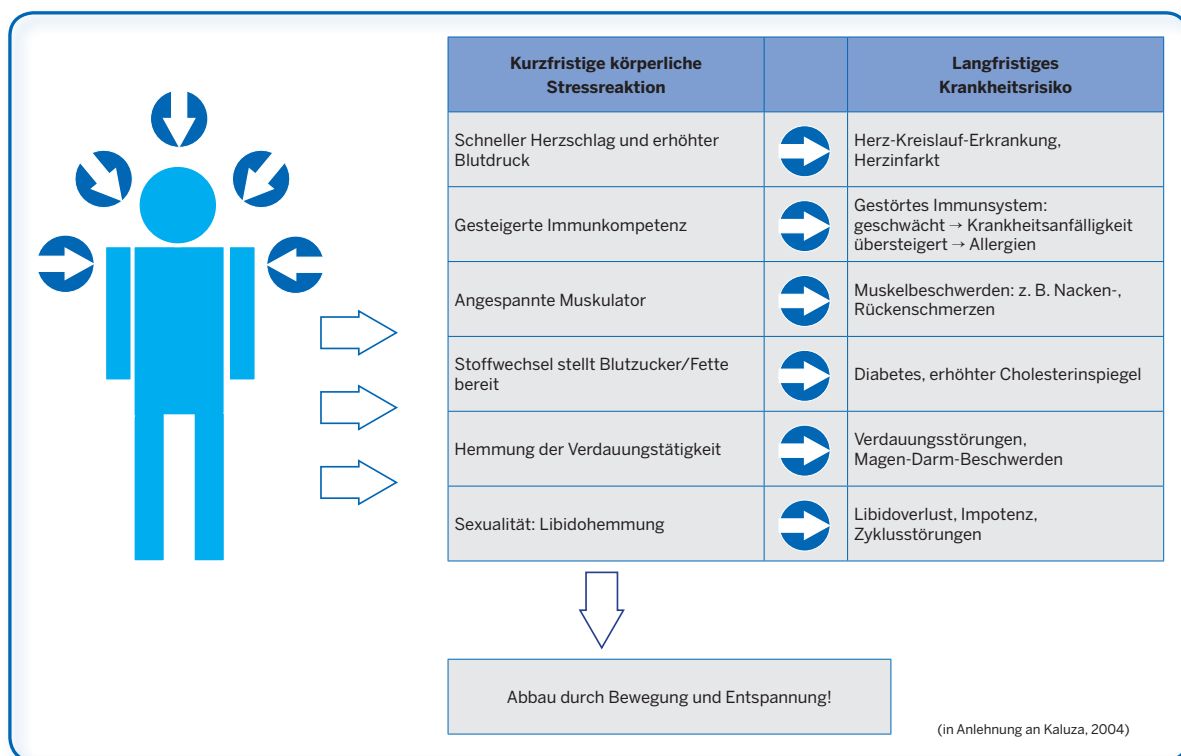 Kurzfristige körperliche
Stressreaktion
Langfristiges
Krankheitsrisiko
Schneller Herzschlag und erhöhter
Blutdruck
Herz-Kreislauf-Erkrankung,
Herzinfarkt
Gesteigerte Immunkompetenz
Gestörtes Immunsystem:
geschwächt → Krankheitsanfälligkeit
übersteigert → Allergien
Angespannte Muskulator
Muskelbeschwerden: z. B. Nacken-,
Rückenschmerzen
Stoffwechsel stellt Blutzucker/Fette
bereit
Diabetes, erhöhter Cholesterinspiegel
Hemmung der Verdauungstätigkeit
Verdauungsstörungen,
Magen-Darm-Beschwerden
Sexualität: Libidohemmung
Libidoverlust, Impotenz,
Zyklusstörungen
Abbau durch Bewegung und Entspannung!
(in Anlehnung an Kaluza, 2004)